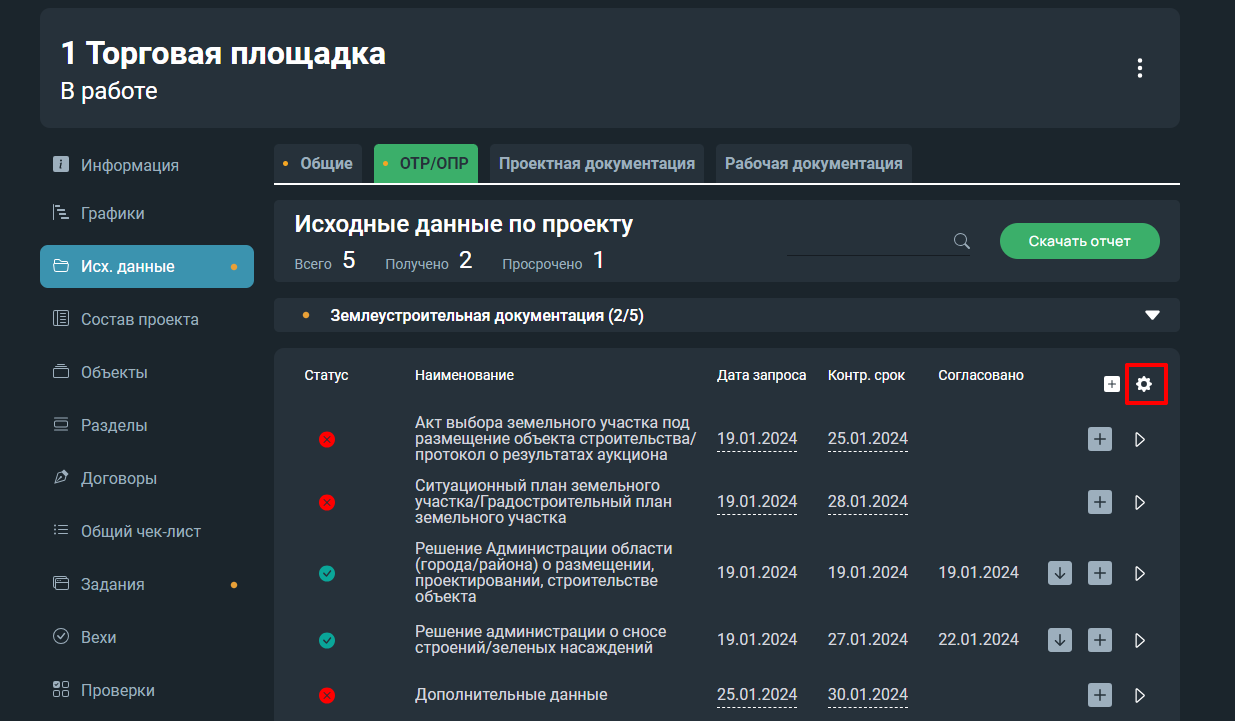 1 Торговая площадка
В работе
Информация
Графики
Исх. данные
Состав проекта
Объекты
Разделы
Договоры
Общий чек-лист
Задания
Вехи
Проверки
Общие
ОТР/ОПР
Проектная документация
Рабочая документация
Исходные данные по проекту
Всего 5 Получено 2 Просрочено 1
Скачать отчет
Землеустроительная документация (2/5)
Статус Наименование Дата запроса Контр. срок Согласовано
Акт выбора земельного участка под
размещение объекта строительства/ 19.01.2024 25.01.2024
протокол о результатах аукциона
Ситуационный план земельного
участка/Градостроительный план 19.01.2024 28.01.2024
земельного участка
Решение Администрации области
(города/района) о размещении,
проектировании, строительстве 19.01.2024 19.01.2024 19.01.2024
объекта
Решение администрации о сносе
строений/зеленых насаждений 19.01.2024 27.01.2024 22.01.2024
Дополнительные данные 25.01.2024 30.01.2024